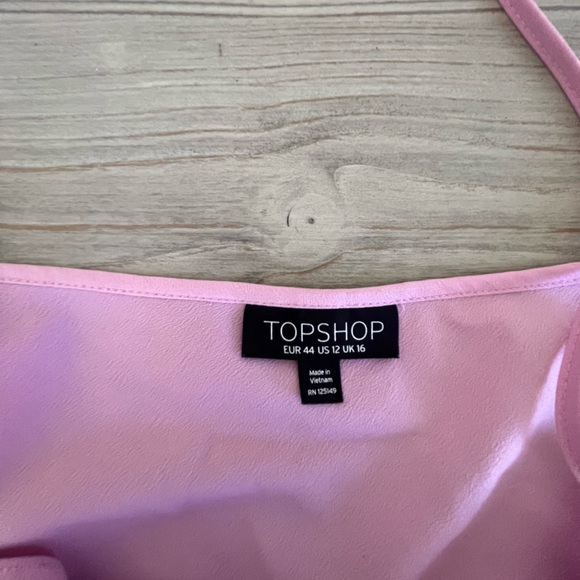 TOPSHOP
EUR 44 US 12 UK 16
Made in
Vietnam
RN 125149